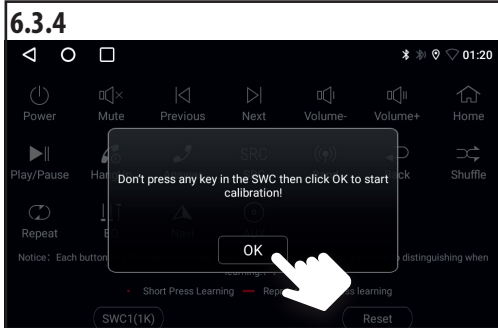 6.3.4
01:20
Power Mute Previous Next Volume- Volume+ Home
Play/Pause SRC Shuffle
Don't press any key in the SWC then click OK to start
calibration!
Repeat
OK
Notice: Each button distinguishing when
Short Press Learning learning
SWC1(1K) Reset